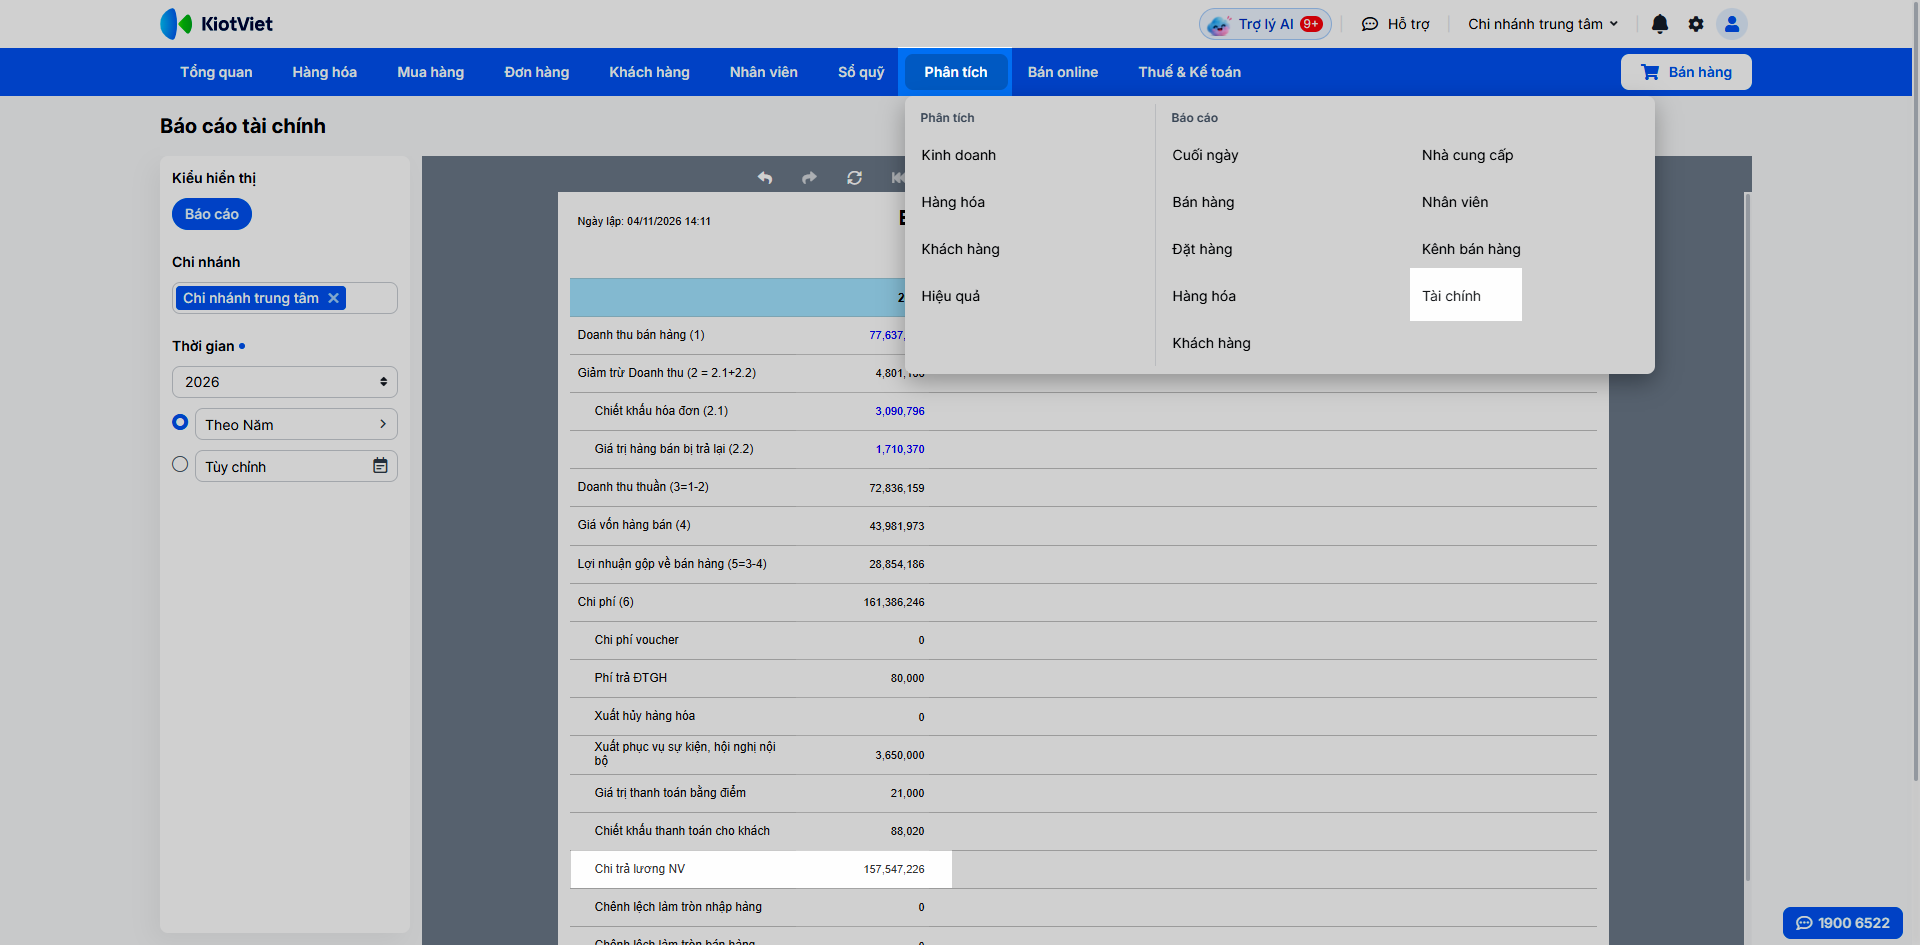 KiotViet
Trợ lý AI 9+
Hỗ trợ
Chi nhánh trung tâm
Tổng quan
Hàng hóa
Mua hàng
Đơn hàng
Khách hàng
Nhân viên
Sổ quỹ
Phân tích
Bán online
Thuế & Kế toán
Bán hàng
Báo cáo tài chính
Kiểu hiển thị
Báo cáo
Chi nhánh
Chi nhánh trung tâm
Thời gian
2026
Theo Năm
Tùy chỉnh
Phân tích
Kinh doanh
Hàng hóa
Khách hàng
Hiệu quả
Báo cáo
Cuối ngày
Bán hàng
Đặt hàng
Hàng hóa
Khách hàng
Nhà cung cấp
Nhân viên
Kênh bán hàng
Tài chính
Ngày lập: 04/11/2026 14:11
Doanh thu bán hàng (1) 77,637,
Giảm trừ Doanh thu (2 = 2.1+2.2) 4,801,
Chiết khấu hóa đơn (2.1) 3,090,796
Giá trị hàng bán bị trả lại (2.2) 1,710,370
Doanh thu thuần (3=1-2) 72,836,159
Giá vốn hàng bán (4) 43,981,973
Lợi nhuận gộp về bán hàng (5=3-4) 28,854,186
Chi phí (6) 161,386,246
Chi phí voucher 0
Phí trả ĐTGH 80,000
Xuất hủy hàng hóa 0
Xuất phục vụ sự kiện, hội nghị nội
bộ 3,650,000
Giá trị thanh toán bằng điểm 21,000
Chiết khấu thanh toán cho khách 88,020
Chi trả lương NV 157,547,226
Chênh lệch làm tròn nhập hàng 0
Chênh lệch làm tròn bán hàng 0
1900 6522